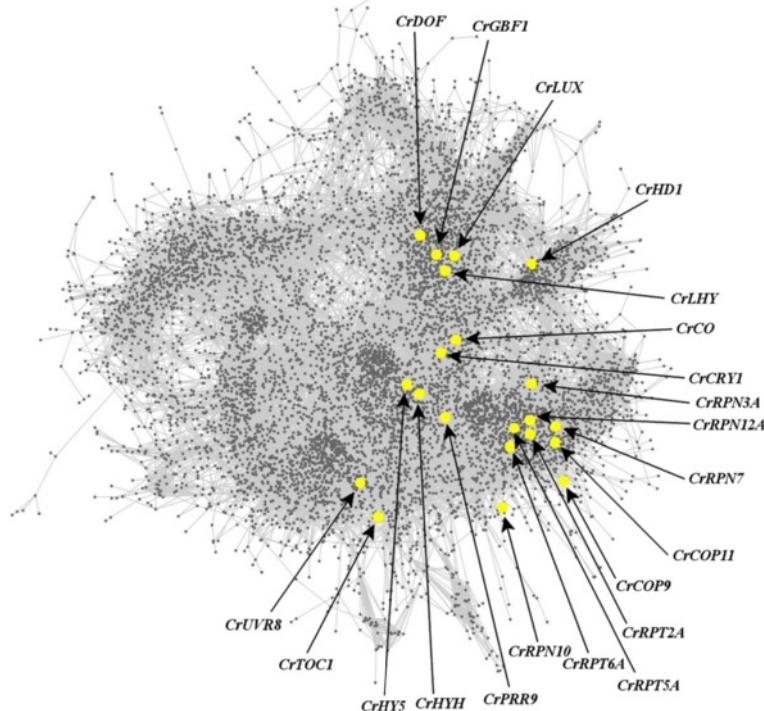 CrDOF
CrGBF1
CrLUX
CrHD1
CrLHY
CrCO
CrCRY1
CrRPN3A
CrRPN12A
CrRPN7
CrCOP11
CrCOP9
CrRPT2A
CrRPT5A
CrRPT6A
CrRPN10
CrPRR9
CrHYH
CrHY5
CrTOC1
CrUVR8